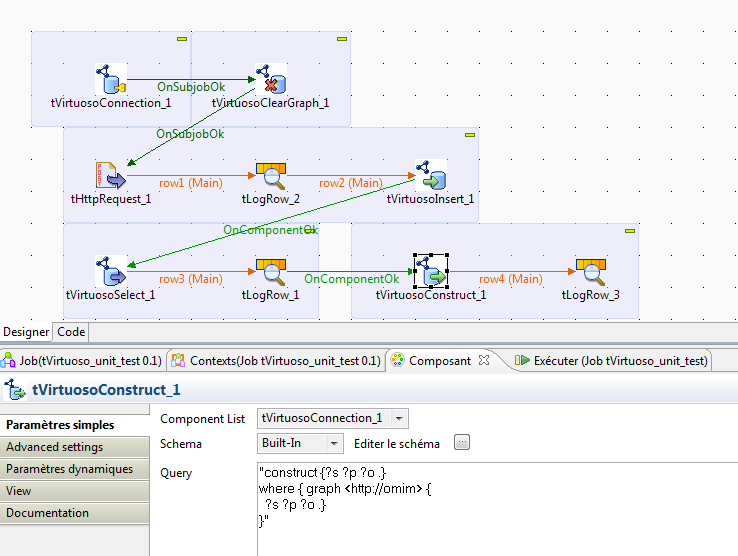 OnSubjobOk
tVirtuosoConnection_1 tVirtuosoClearGraph_1
OnSubjobOk
row1 (Main) row2 (Main)
tHttpRequest_1 tLogRow_2 tVirtuosoInsert_1
OnComponentOk
row3 (Main) OnComponentOk row4 (Main)
tVirtuosoSelect_1 tLogRow_1 tVirtuosoConstruct_1 tLogRow_3
Designer Code
Job(tVirtuoso_unit_test 0.1) Contexts(Job tVirtuoso_unit_test 0.1) Composant Exécuter (Job tVirtuoso_unit_test)
tVirtuosoConstruct_1
Paramètres simples
Advanced settings
Paramètres dynamiques
View
Documentation
Component List tVirtuosoConnection_1
Schema Built-In Editer le schéma ...
Query
"construct {?s ?p ?o .}
where { graph <http://omim> {
?s ?p ?o .}
}"